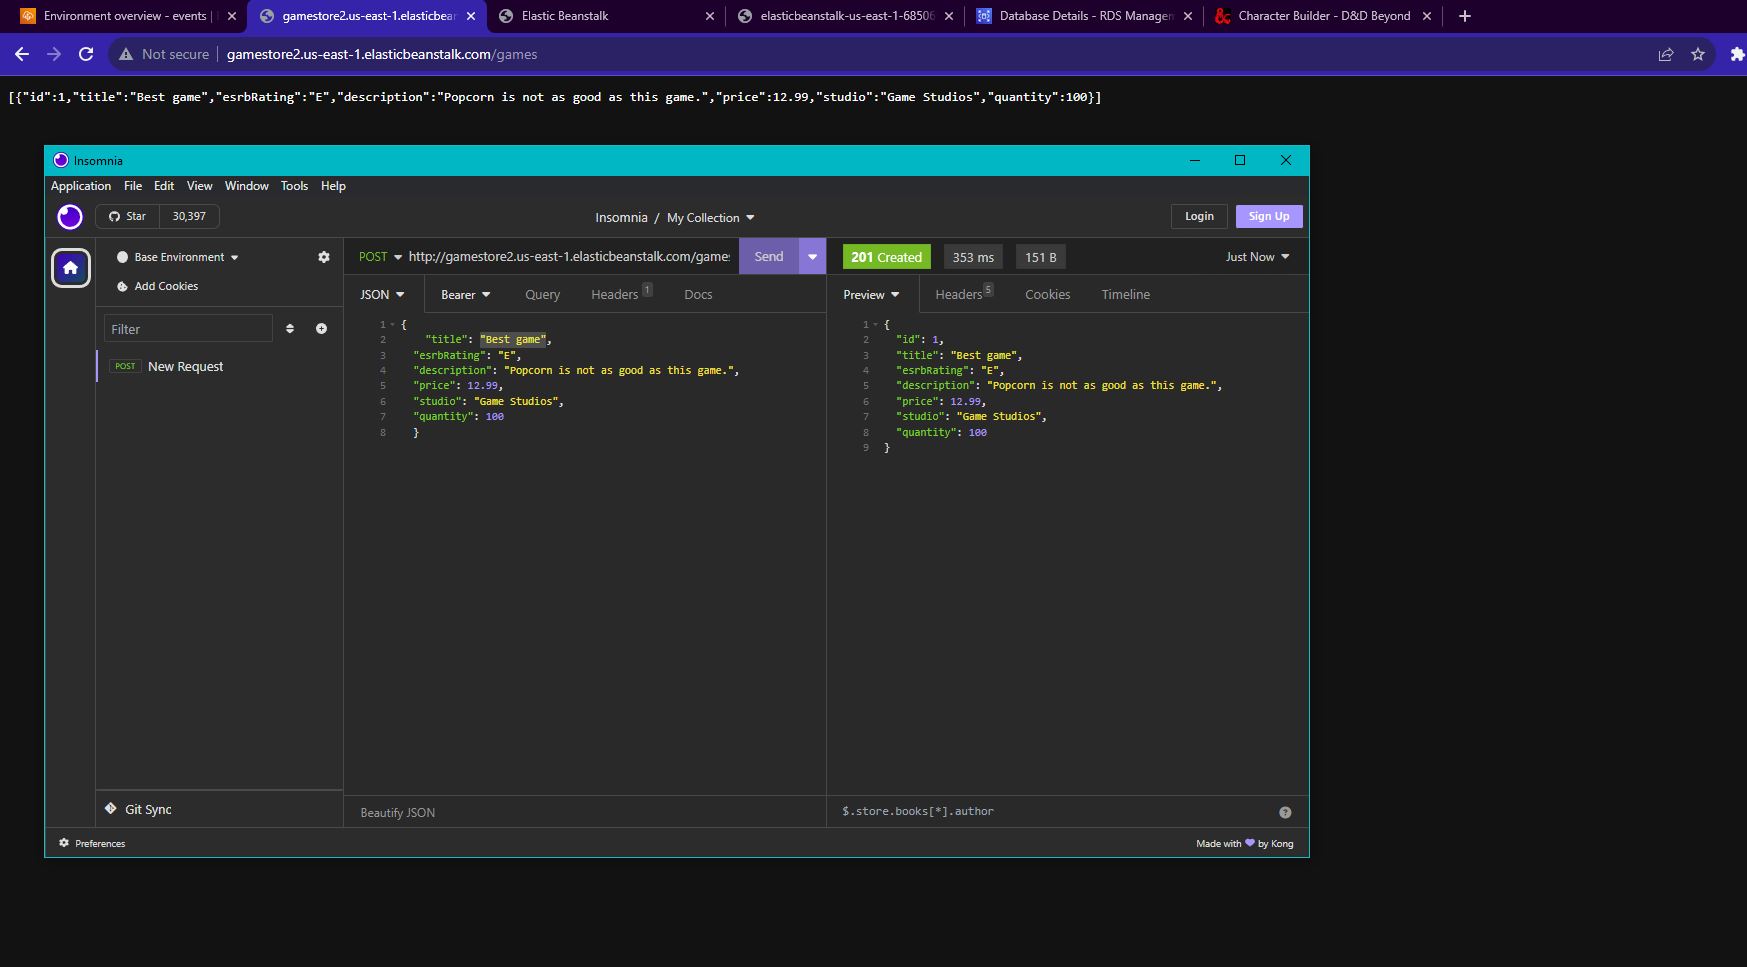 Environment overview - events |
gamestore2.us-east-1.elasticbean
Elastic Beanstalk
elasticbeanstalk-us-east-1-68506
Database Details - RDS Managem
Character Builder - D&D Beyond
Not secure
gamestore2.us-east-1.elasticbeanstalk.com/games
[{"id":1,"title":"Best game","esrbRating":"E","description":"Popcorn is not as good as this game.","price":12.99,"studio":"Game Studios","quantity":100}]
Insomnia
Application File Edit View Window Tools Help
Star 30,397
Insomnia / My Collection
Login
Sign Up
Base Environment
Add Cookies
Filter
POST New Request
Git Sync
POST http://gamestore2.us-east-1.elasticbeanstalk.com/games
Send
JSON Bearer Query Headers 1 Docs
1 {
2 "title": "Best game",
3 "esrbRating": "E",
4 "description": "Popcorn is not as good as this game.",
5 "price": 12.99,
6 "studio": "Game Studios",
7 "quantity": 100
8 }
Beautify JSON
201 Created 353 ms 151 B Just Now
Preview Headers 5 Cookies Timeline
1 {
2 "id": 1,
3 "title": "Best game",
4 "esrbRating": "E",
5 "description": "Popcorn is not as good as this game.",
6 "price": 12.99,
7 "studio": "Game Studios",
8 "quantity": 100
9 }
$.store.books[*].author
Preferences
Made with by Kong